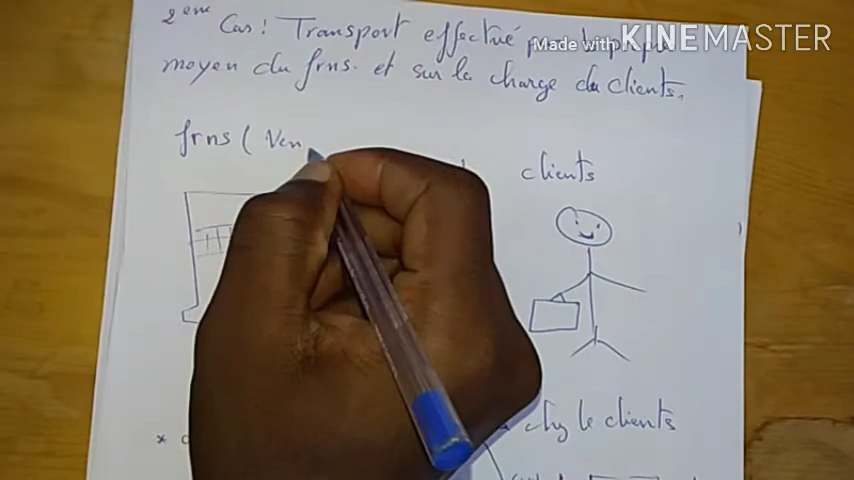 2ème Cas : Transport effectué
Made with KINEMASTER
moyen du frns. et sur la charge du clients.
frns ( Ven
clients
* c
chz le clients